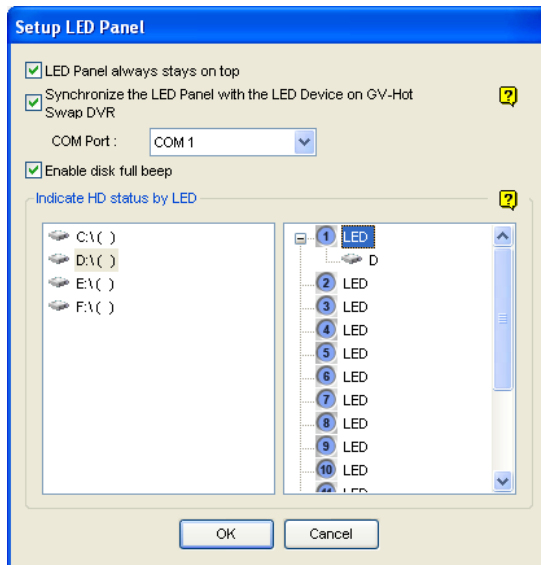 Setup LED Panel
LED Panel always stays on top
Synchronize the LED Panel with the LED Device on GV-Hot
Swap DVR
?
COM Port :
COM 1
Enable disk full beep
Indicate HD status by LED
?
C:\( )
D:\( )
E:\( )
F:\( )
1 LED
D
2 LED
3 LED
4 LED
5 LED
6 LED
7 LED
8 LED
9 LED
10 LED
11 LED
OK
Cancel